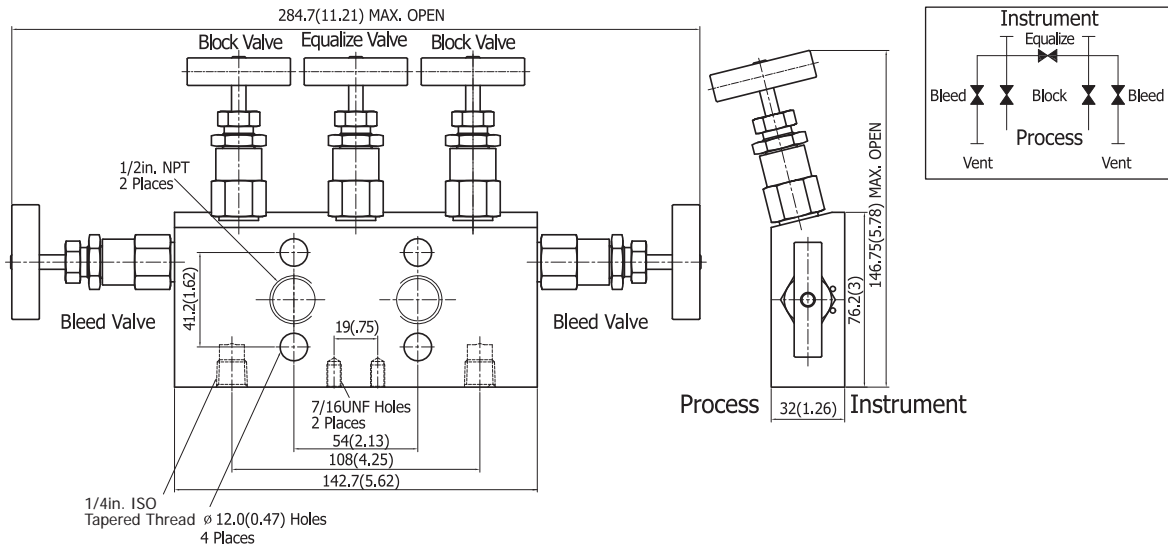 284.7(11.21) MAX. OPEN
Block Valve
Equalize Valve
Block Valve
1/2in. NPT
2 Places
41.2(1.62)
Bleed Valve
Bleed Valve
19(.75)
7/16UNF Holes
2 Places
54(2.13)
108(4.25)
142.7(5.62)
1/4in. ISO
Tapered Thread
ø 12.0(0.47) Holes
4 Places
146.75(5.78) MAX. OPEN
76.2(3)
Process
32(1.26)
Instrument
Instrument
Equalize
Bleed
Block
Bleed
Process
Vent
Vent